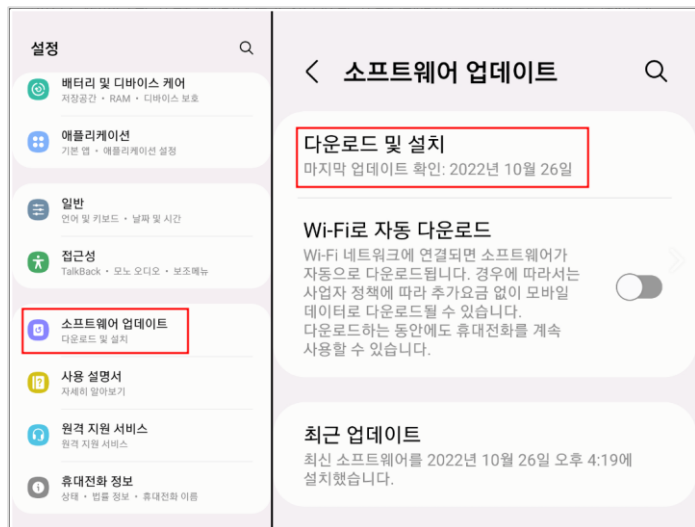 설정
배터리 및 디바이스 케어
저장공간 • RAM • 디바이스 보호
애플리케이션
기본 앱 • 애플리케이션 설정
일반
언어 및 키보드 • 날짜 및 시간
접근성
TalkBack • 모노 오디오 • 보조메뉴
소프트웨어 업데이트
다운로드 및 설치
사용 설명서
자세히 알아보기
원격 지원 서비스
원격 지원 서비스
휴대전화 정보
상태 • 법률 정보 • 휴대전화 이름
소프트웨어 업데이트
다운로드 및 설치
마지막 업데이트 확인: 2022년 10월 26일
Wi-Fi로 자동 다운로드
Wi-Fi 네트워크에 연결되면 소프트웨어가
자동으로 다운로드됩니다. 경우에 따라서는
사업자 정책에 따라 추가요금 없이 모바일
데이터로 다운로드될 수 있습니다.
다운로드하는 동안에도 휴대전화를 계속
사용할 수 있습니다.
최근 업데이트
최신 소프트웨어를 2022년 10월 26일 오후 4:19에
설치했습니다.